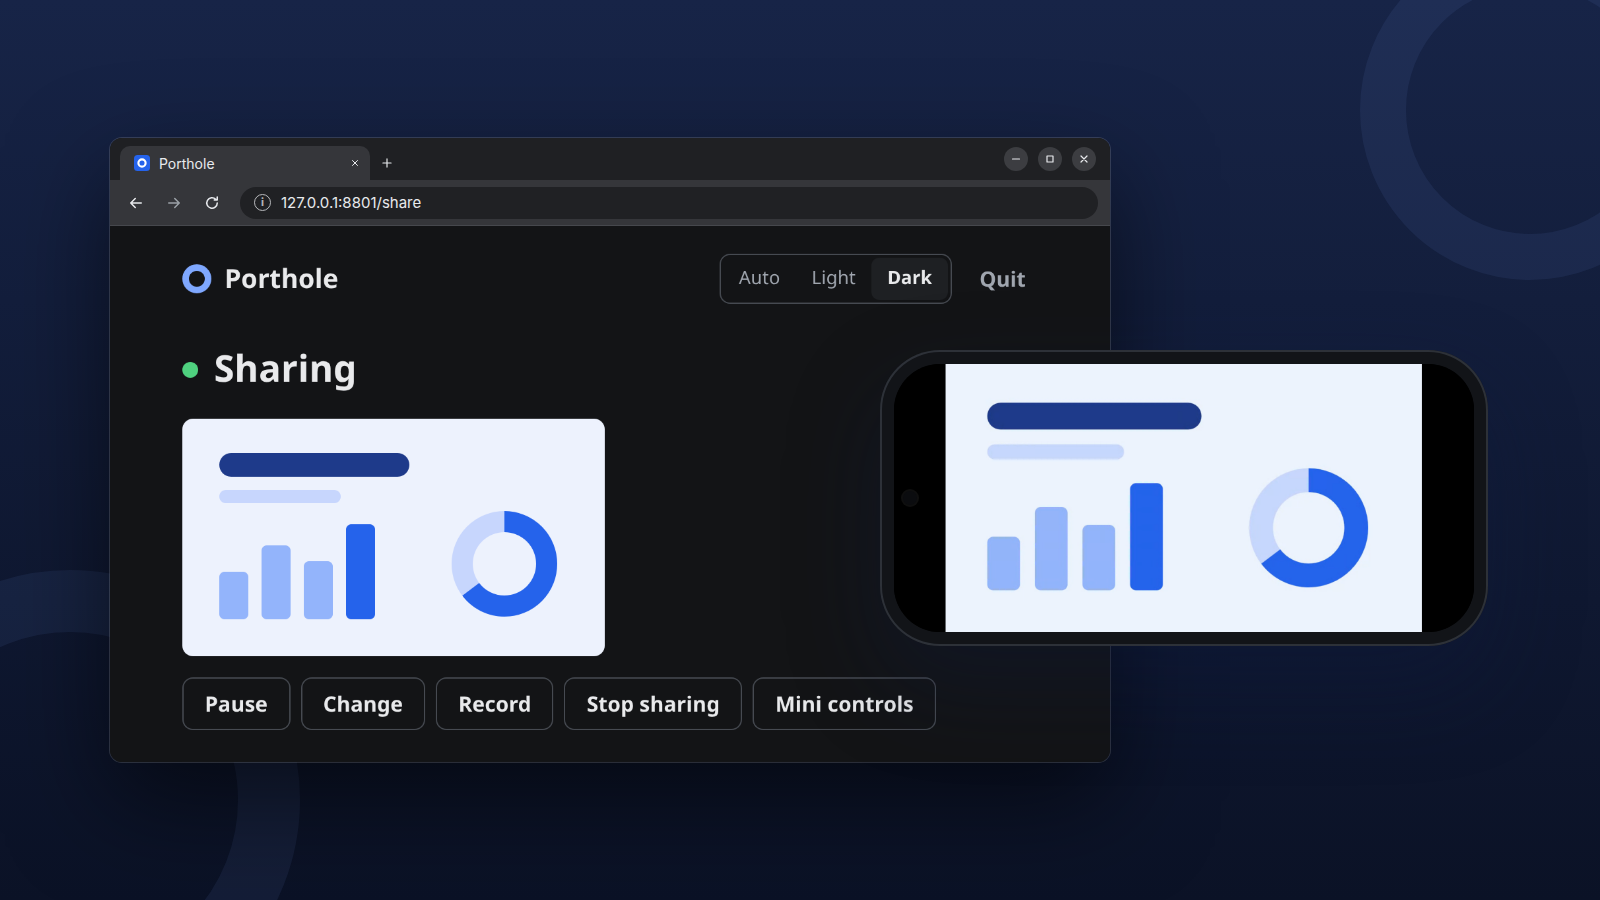 Porthole
127.0.0.1:8801/share
Porthole
Auto Light Dark Quit
Sharing
Pause Change Record Stop sharing Mini controls